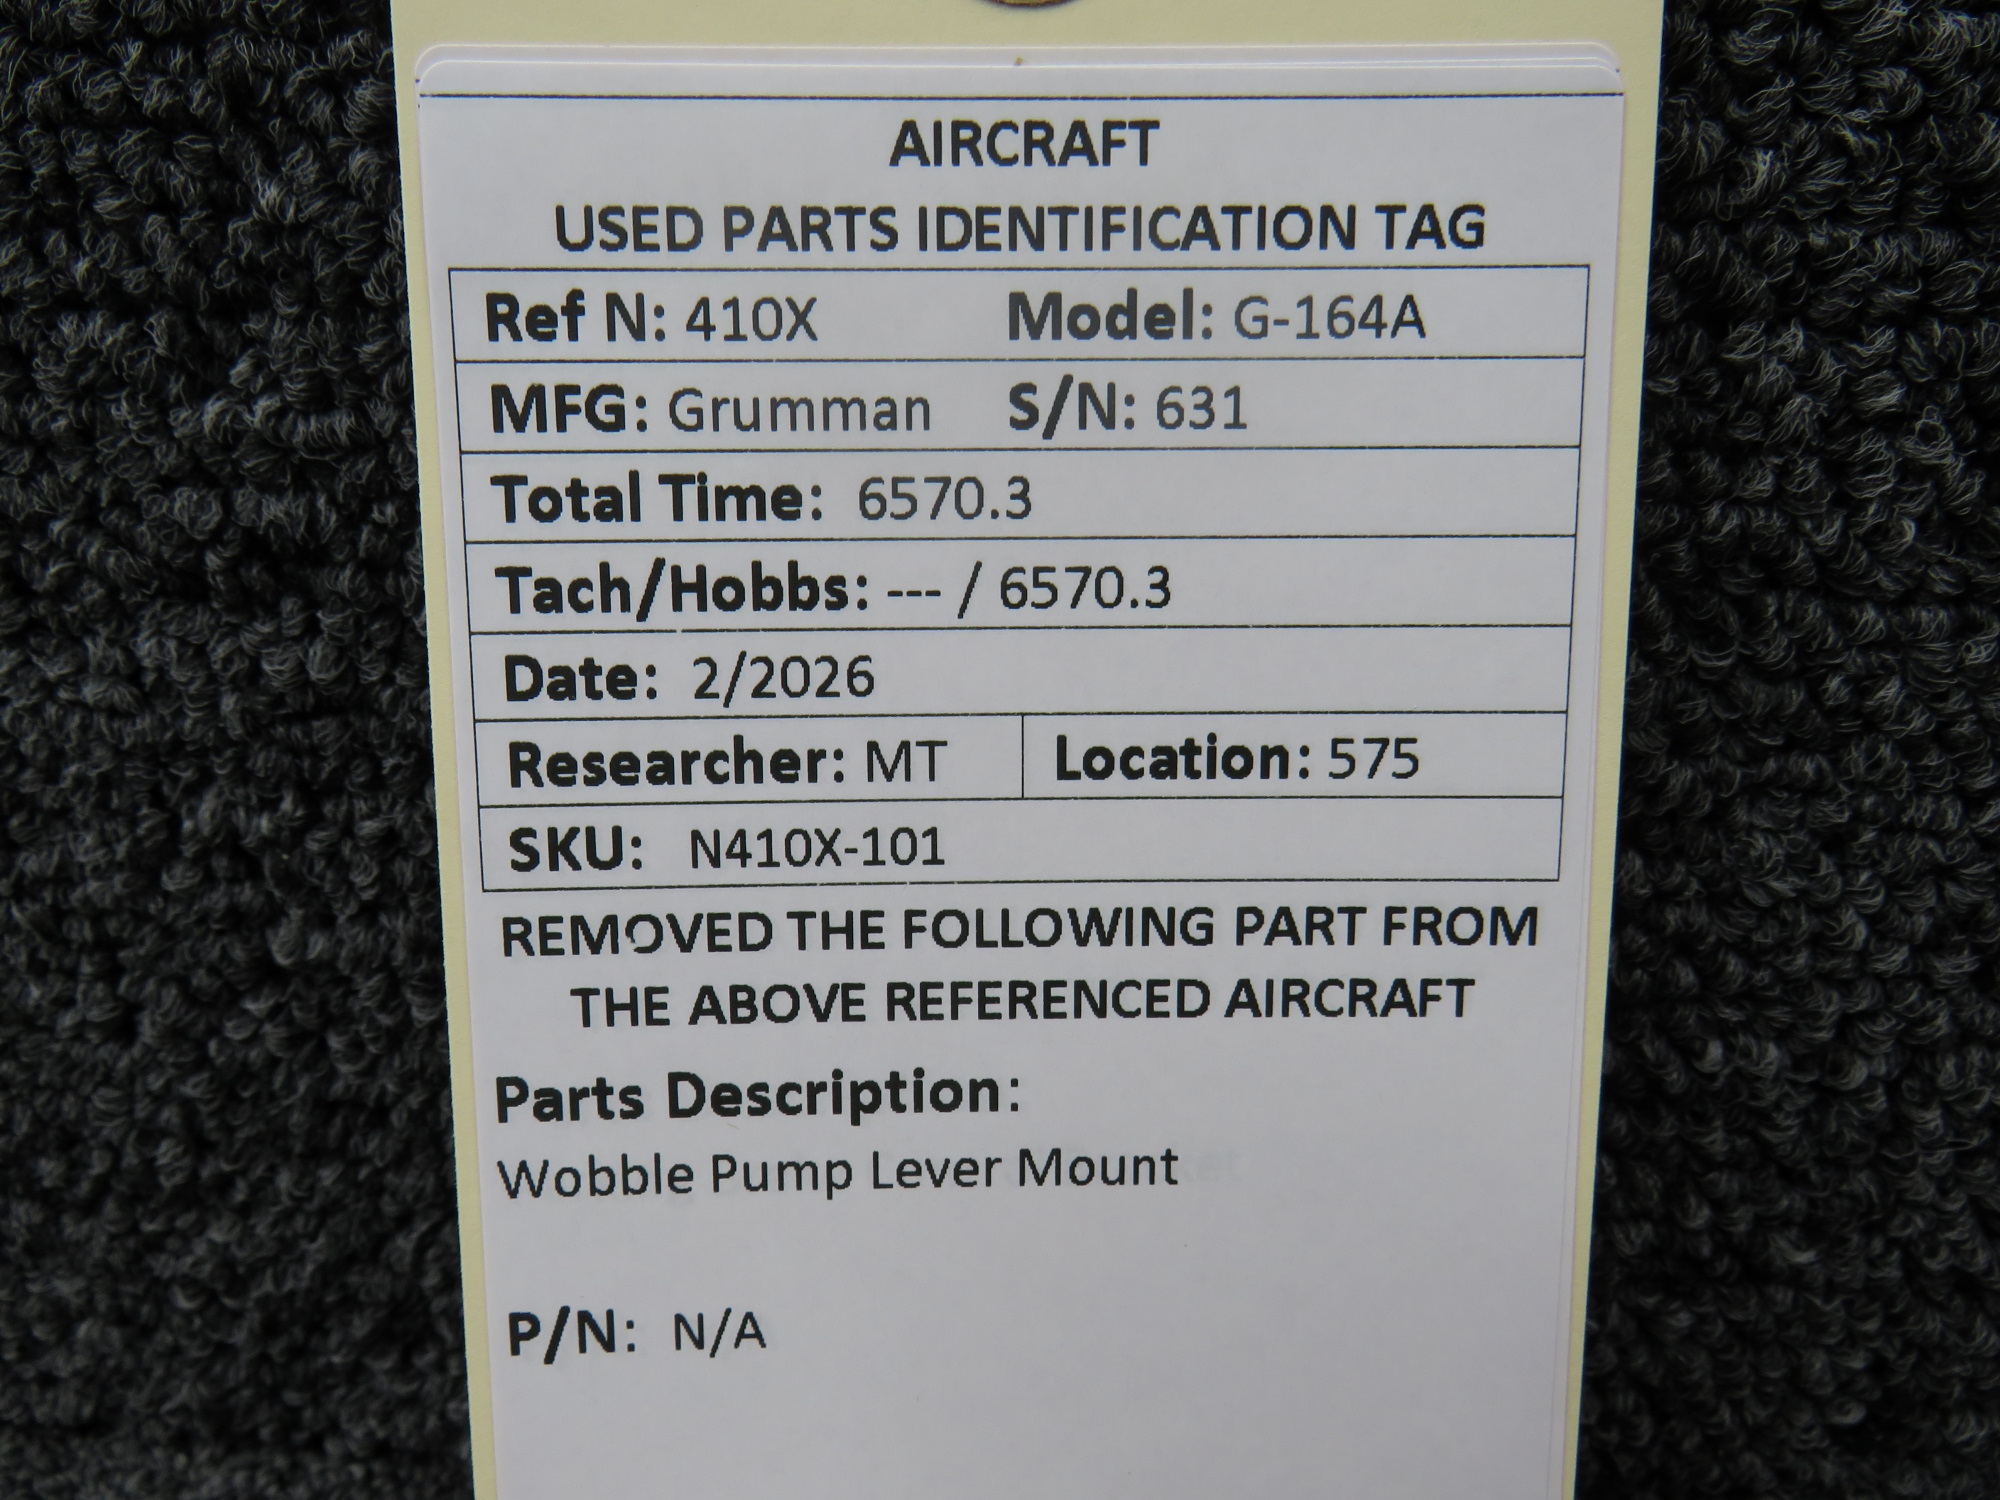 AIRCRAFT
USED PARTS IDENTIFICATION TAG
Ref N: 410X Model: G-164A
MFG: Grumman S/N: 631
Total Time: 6570.3
Tach/Hobbs: --- / 6570.3
Date: 2/2026
Researcher: MT Location: 575
SKU: N410X-101
REMOVED THE FOLLOWING PART FROM
THE ABOVE REFERENCED AIRCRAFT
Parts Description:
Wobble Pump Lever Mount
P/N: N/A